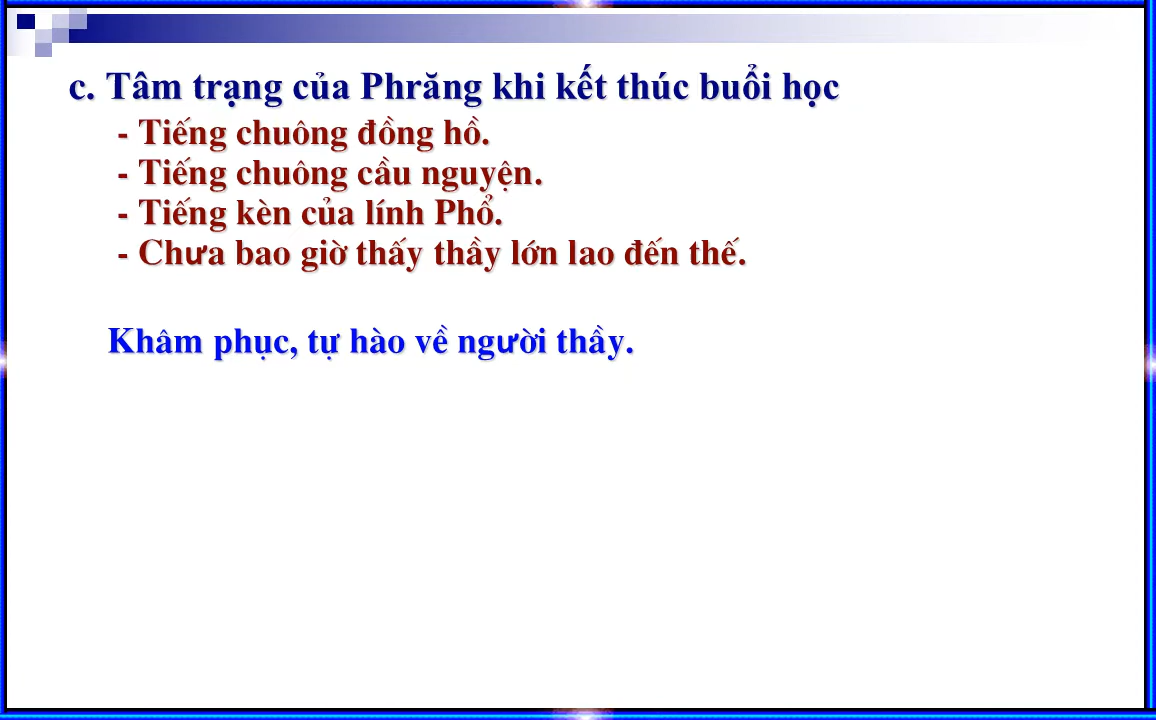 c. Tâm trạng của Phrăng khi kết thúc buổi học
- Tiếng chuông đồng hồ.
- Tiếng chuông cầu nguyện.
- Tiếng kèn của lính Phổ.
- Chưa bao giờ thấy thầy lớn lao đến thế.
Khâm phục, tự hào về người thầy.